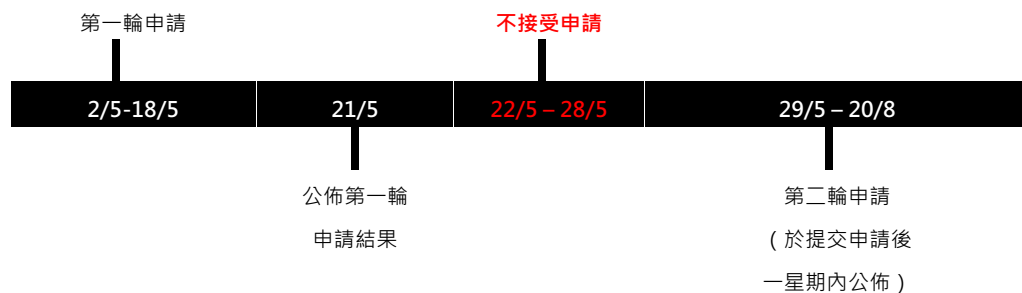 第一輪申請
不接受申請
2/5-18/5
21/5
22/5 – 28/5
29/5 – 20/8
公佈第一輪
申請結果
第二輪申請
（於提交申請後
一星期內公佈）